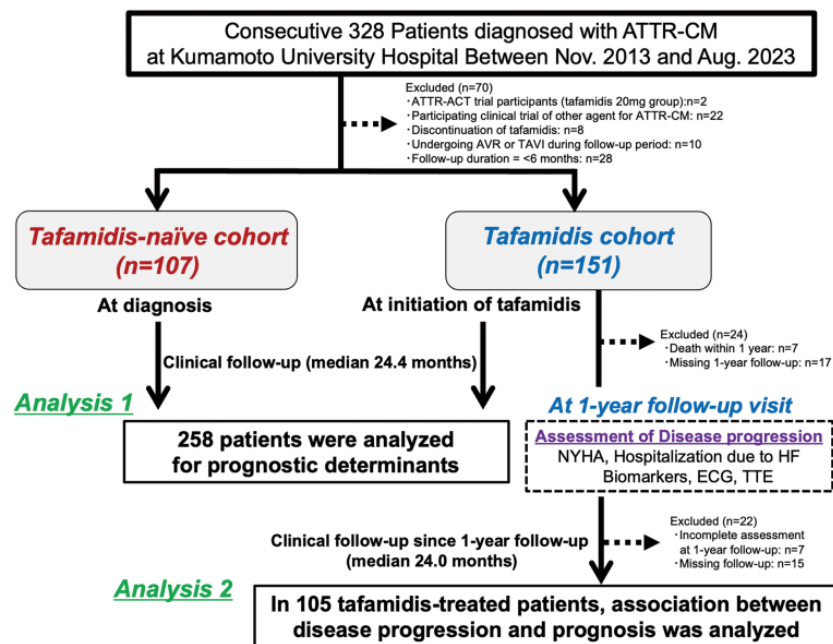 Consecutive 328 Patients diagnosed with ATTR-CM
at Kumamoto University Hospital Between Nov. 2013 and Aug. 2023
Excluded (n=70)
・ATTR-ACT trial participants (tafamidis 20mg group):n=2
・Participating clinical trial of other agent for ATTR-CM: n=22
・Discontinuation of tafamidis: n=8
・Undergoing AVR or TAVI during follow-up period: n=10
・Follow-up duration = <6 months: n=28
Tafamidis-naïve cohort
(n=107)
Tafamidis cohort
(n=151)
At diagnosis
At initiation of tafamidis
Excluded (n=24)
・Death within 1 year: n=7
・Missing 1-year follow-up: n=17
Clinical follow-up (median 24.4 months)
Analysis 1
258 patients were analyzed
for prognostic determinants
At 1-year follow-up visit
Assessment of Disease progression
NYHA, Hospitalization due to HF
Biomarkers, ECG, TTE
Clinical follow-up since 1-year follow-up
(median 24.0 months)
Excluded (n=22)
・Incomplete assessment
at 1-year follow-up: n=7
・Missing follow-up: n=15
Analysis 2
In 105 tafamidis-treated patients, association between
disease progression and prognosis was analyzed